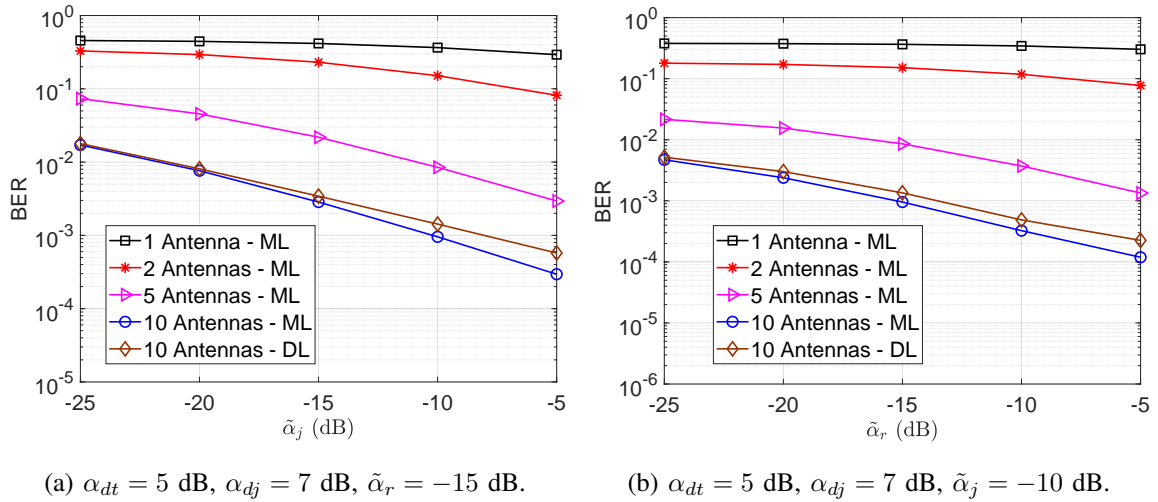 10^0
10^-1
10^-2
10^-3
10^-4
10^-5
BER
-25 -20 -15 -10 -5
α̃_j (dB)
1 Antenna - ML
2 Antennas - ML
5 Antennas - ML
10 Antennas - ML
10 Antennas - DL
(a) α_dt = 5 dB, α_dj = 7 dB, α̃_r = −15 dB.
10^0
10^-1
10^-2
10^-3
10^-4
10^-5
10^-6
BER
-25 -20 -15 -10 -5
α̃_r (dB)
1 Antenna - ML
2 Antennas - ML
5 Antennas - ML
10 Antennas - ML
10 Antennas - DL
(b) α_dt = 5 dB, α_dj = 7 dB, α̃_j = −10 dB.